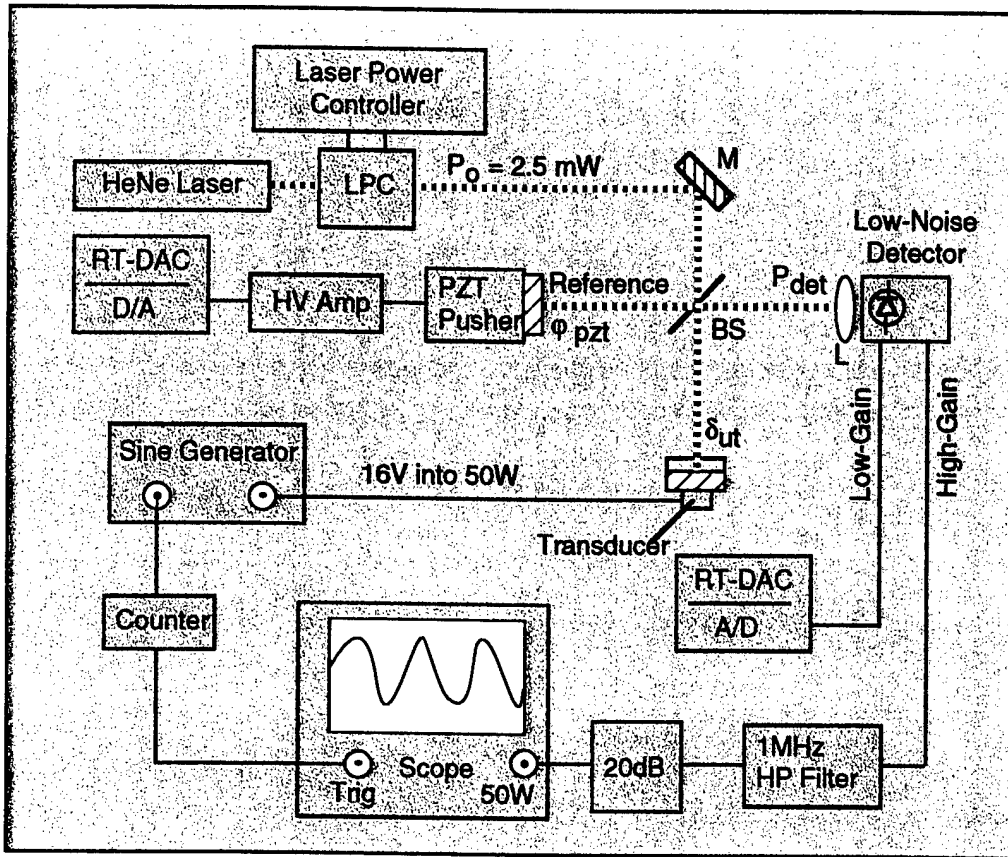 Laser Power
Controller
HeNe Laser
LPC
P₀ = 2.5 mW
M
Low-Noise
Detector
RT-DAC
D/A
HV Amp
PZT
Pusher
Reference
φ pzt
BS
Pdet
L
δut
Sine Generator
16V into 50W
Transducer
Low-Gain
High-Gain
RT-DAC
A/D
Counter
Trig
Scope
50W
20dB
1MHz
HP Filter